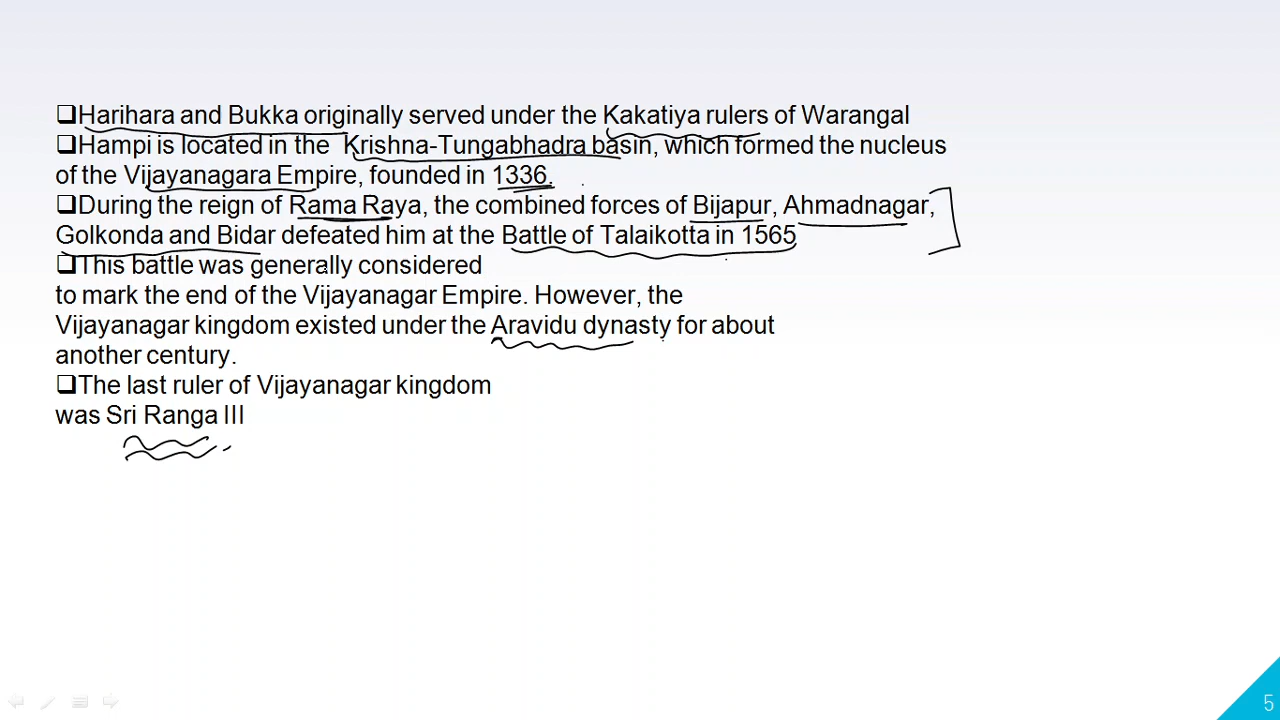 ❑Harihara and Bukka originally served under the Kakatiya rulers of Warangal
❑Hampi is located in the Krishna-Tungabhadra basin, which formed the nucleus
of the Vijayanagara Empire, founded in 1336.
❑During the reign of Rama Raya, the combined forces of Bijapur, Ahmadnagar,
Golkonda and Bidar defeated him at the Battle of Talaikotta in 1565
❑This battle was generally considered
to mark the end of the Vijayanagar Empire. However, the
Vijayanagar kingdom existed under the Aravidu dynasty for about
another century.
❑The last ruler of Vijayanagar kingdom
was Sri Ranga III
5